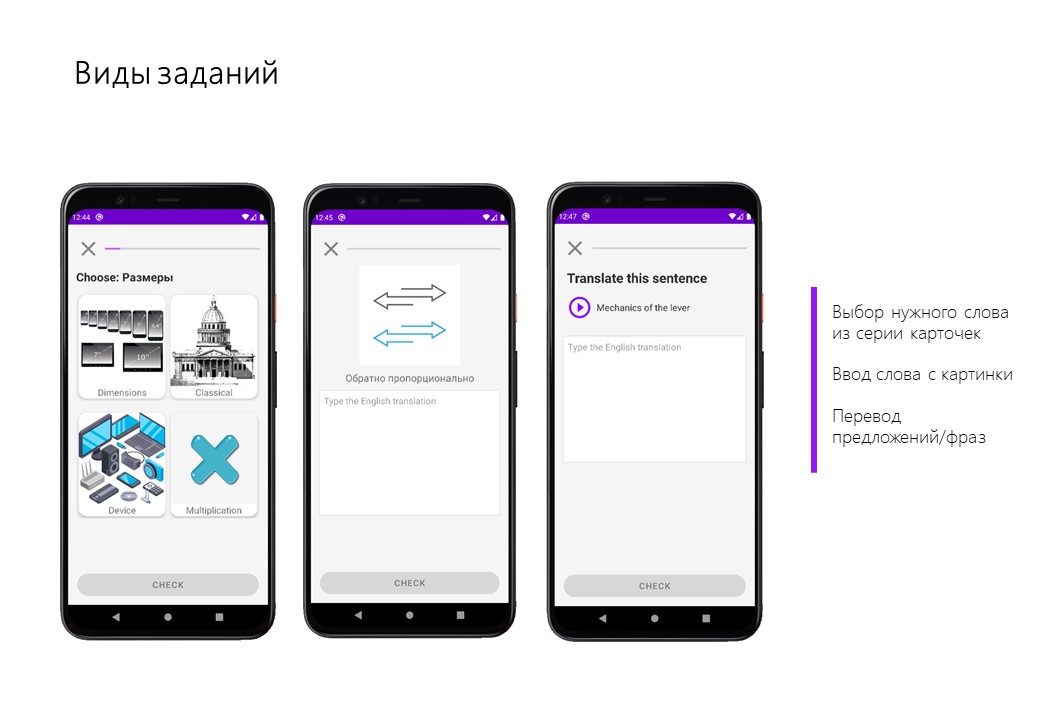 Виды заданий
12:44
Choose: Размеры
7"
10"
Dimensions
Classical
Device
Multiplication
CHECK
12:45
Обратно пропорционально
Type the English translation
CHECK
12:47
Translate this sentence
Mechanics of the lever
Type the English translation
CHECK
Выбор нужного слова
из серии карточек
Ввод слова с картинки
Перевод
предложений/фраз